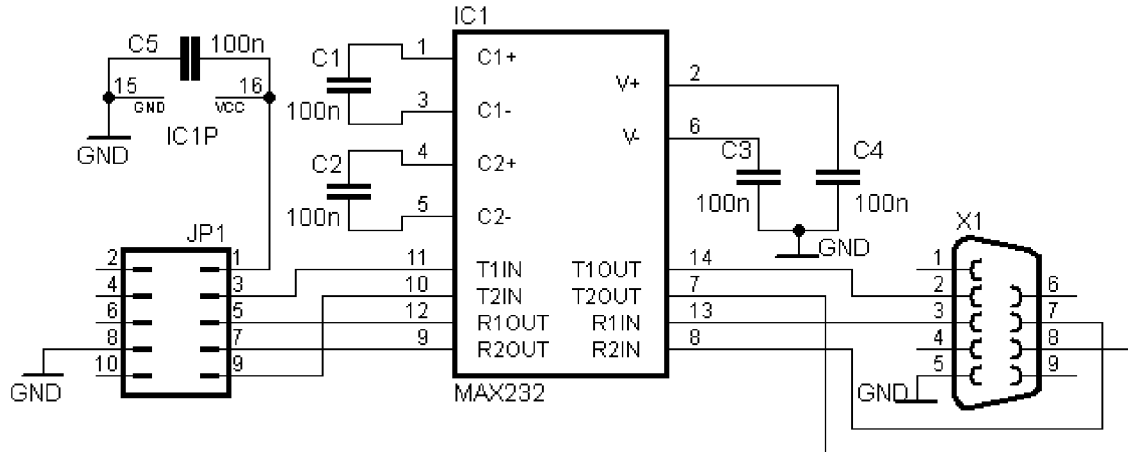 IC1
C5 100n
15 16
GND VCC
IC1P
GND
C1
100n
1 C1+
3 C1-
C2
100n
4 C2+
5 C2-
V+ 2
V- 6
C3
100n
C4
100n
GND
JP1
2 1
4 3
6 5
8 7
10 9
GND
11 T1IN T1OUT 14
10 T2IN T2OUT 7
12 R1OUT R1IN 13
9 R2OUT R2IN 8
MAX232
X1
1
2 6
3 7
4 8
5 9
GND